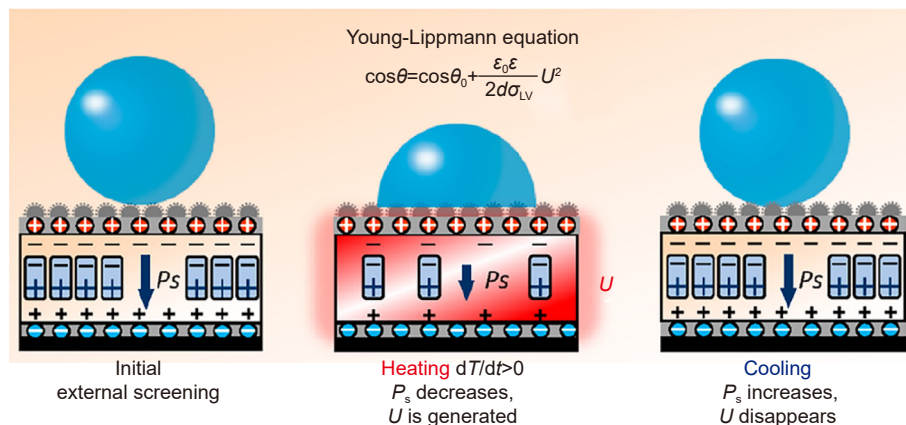 Young-Lippmann equation
cosθ=cosθ₀+ε₀ε/2dσLV U²
+ + + + + + + + +
− − − − − − − − −
− − − − − − −
Ps
+ + + + + + +
+ + + + + + + + +
− − − − − − − − −
+ + + + + + + + +
− − − −
− − −
Ps
U
+ + +
+ + + +
− − − − − − − − −
+ + + + + + + + +
− − − − − − − − −
− − − − − − −
Ps
+ + + + + + +
+ + + + + + + + +
− − − − − − − − −
Initial
external screening
Heating dT/dt>0
Ps decreases,
U is generated
Cooling
Ps increases,
U disappears